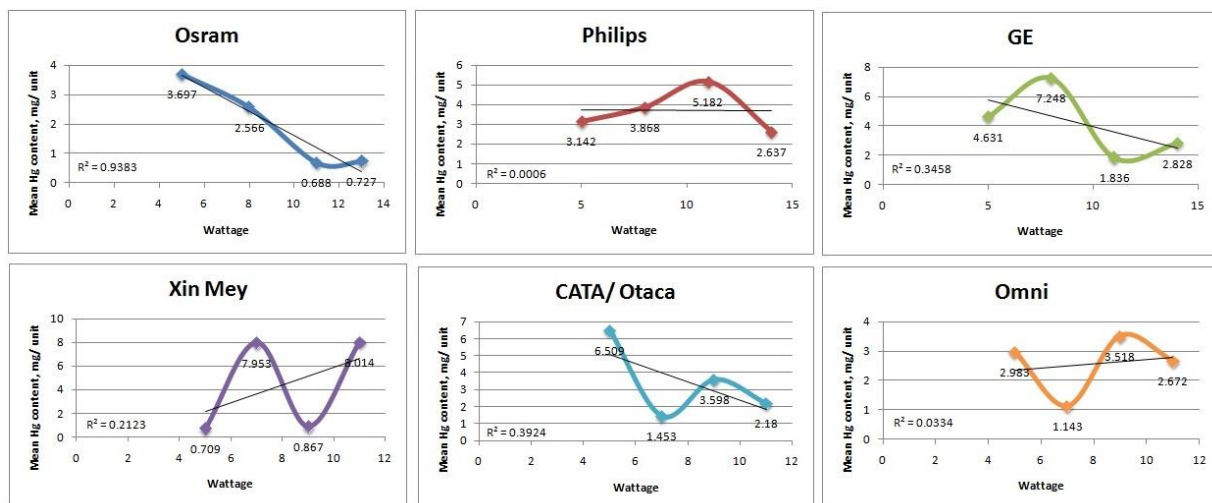 Osram
Mean Hg content, mg/ unit
4
3
2
1
0
3.697
2.566
0.688
0.727
R² = 0.9383
0 2 4 6 8 10 12 14
Wattage
Philips
Mean Hg content, mg/ unit
6
5
4
3
2
1
0
3.142
3.868
5.182
2.637
R² = 0.0006
0 5 10 15
Wattage
GE
Mean Hg content, mg/ unit
8
6
4
2
0
4.631
7.248
1.836
2.828
R² = 0.3458
0 5 10 15
Wattage
Xin Mey
Mean Hg content, mg/ unit
10
8
6
4
2
0
0.709
7.953
0.867
8.014
R² = 0.2123
0 2 4 6 8 10 12
Wattage
CATA/ Otaca
Mean Hg content, mg/ unit
7
6
5
4
3
2
1
0
6.509
1.453
3.598
2.18
R² = 0.3924
0 2 4 6 8 10 12
Wattage
Omni
Mean Hg content, mg/ unit
4
3
2
1
0
2.983
1.143
3.518
2.672
R² = 0.0334
0 2 4 6 8 10 12
Wattage